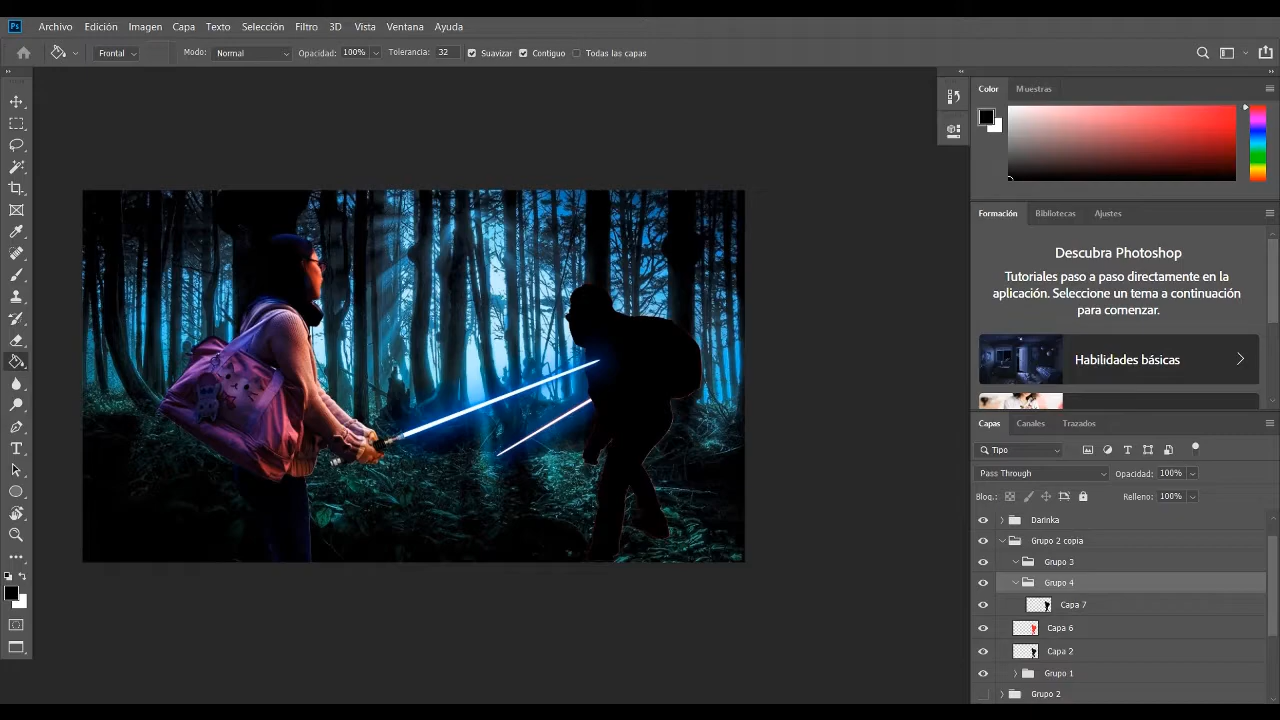 Ps Archivo Edición Imagen Capa Texto Selección Filtro 3D Vista Ventana Ayuda
Frontal Modo: Normal Opacidad: 100% Tolerancia: 32 Suavizar Contiguo Todas las capas
Color Muestras
Formación Bibliotecas Ajustes
Descubra Photoshop
Tutoriales paso a paso directamente en la
aplicación. Seleccione un tema a continuación
para comenzar.
Habilidades básicas
Capas Canales Trazados
Tipo
Pass Through Opacidad: 100%
Bloq.: Relleno: 100%
Darinka
Grupo 2 copia
Grupo 3
Grupo 4
Capa 7
Capa 6
Capa 2
Grupo 1
Grupo 2